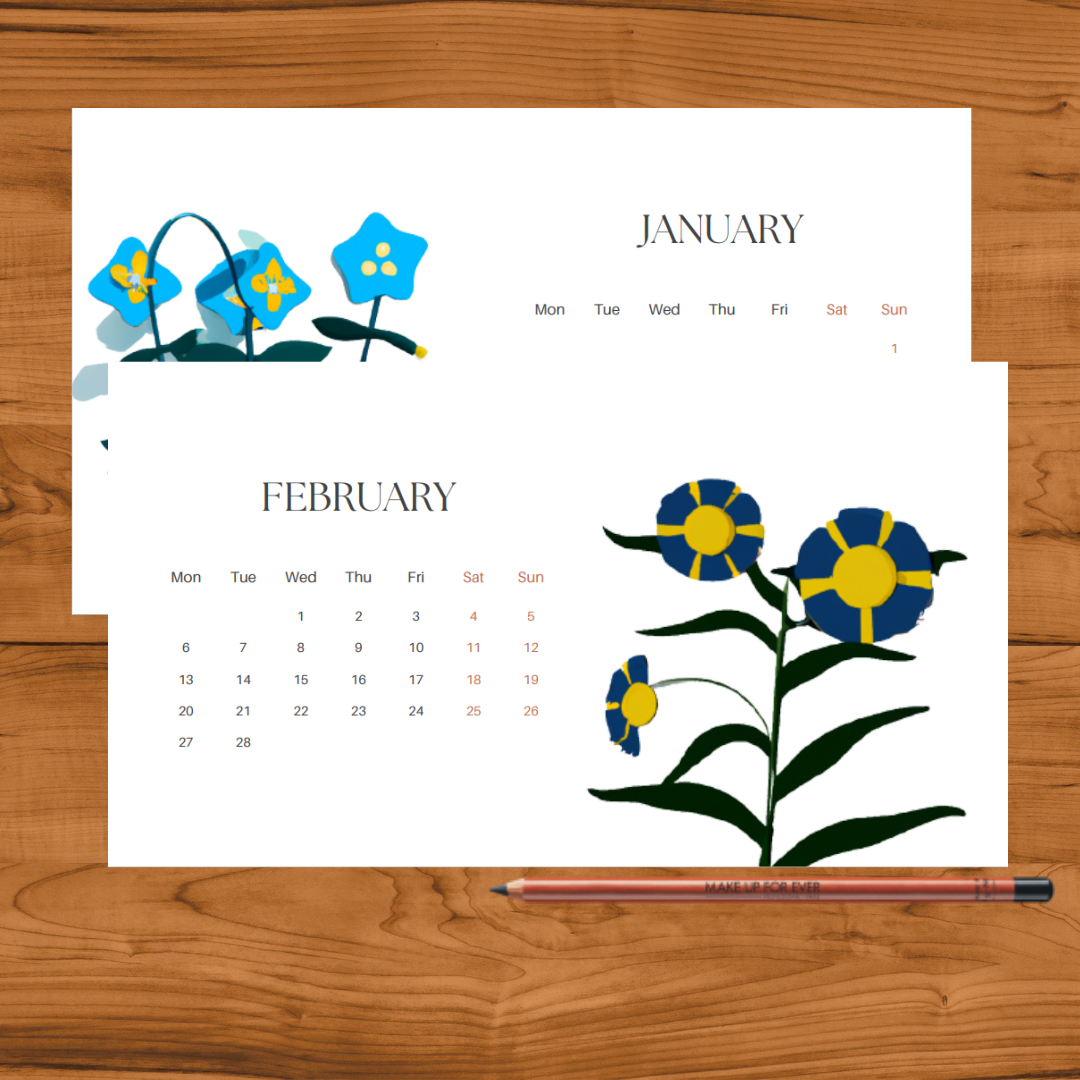 JANUARY
Mon Tue Wed Thu Fri Sat Sun
1
FEBRUARY
Mon Tue Wed Thu Fri Sat Sun
1 2 3 4 5
6 7 8 9 10 11 12
13 14 15 16 17 18 19
20 21 22 23 24 25 26
27 28
MAKE UP FOR EVER